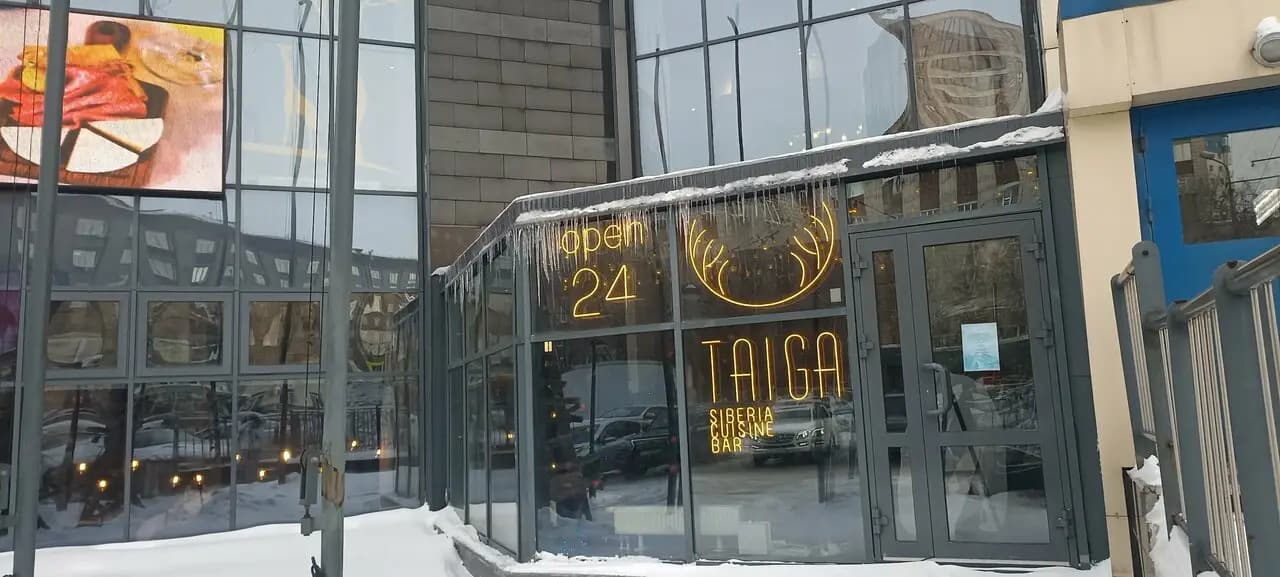 open
24
TAIGA
SIBERIA
CUISINE
BAR